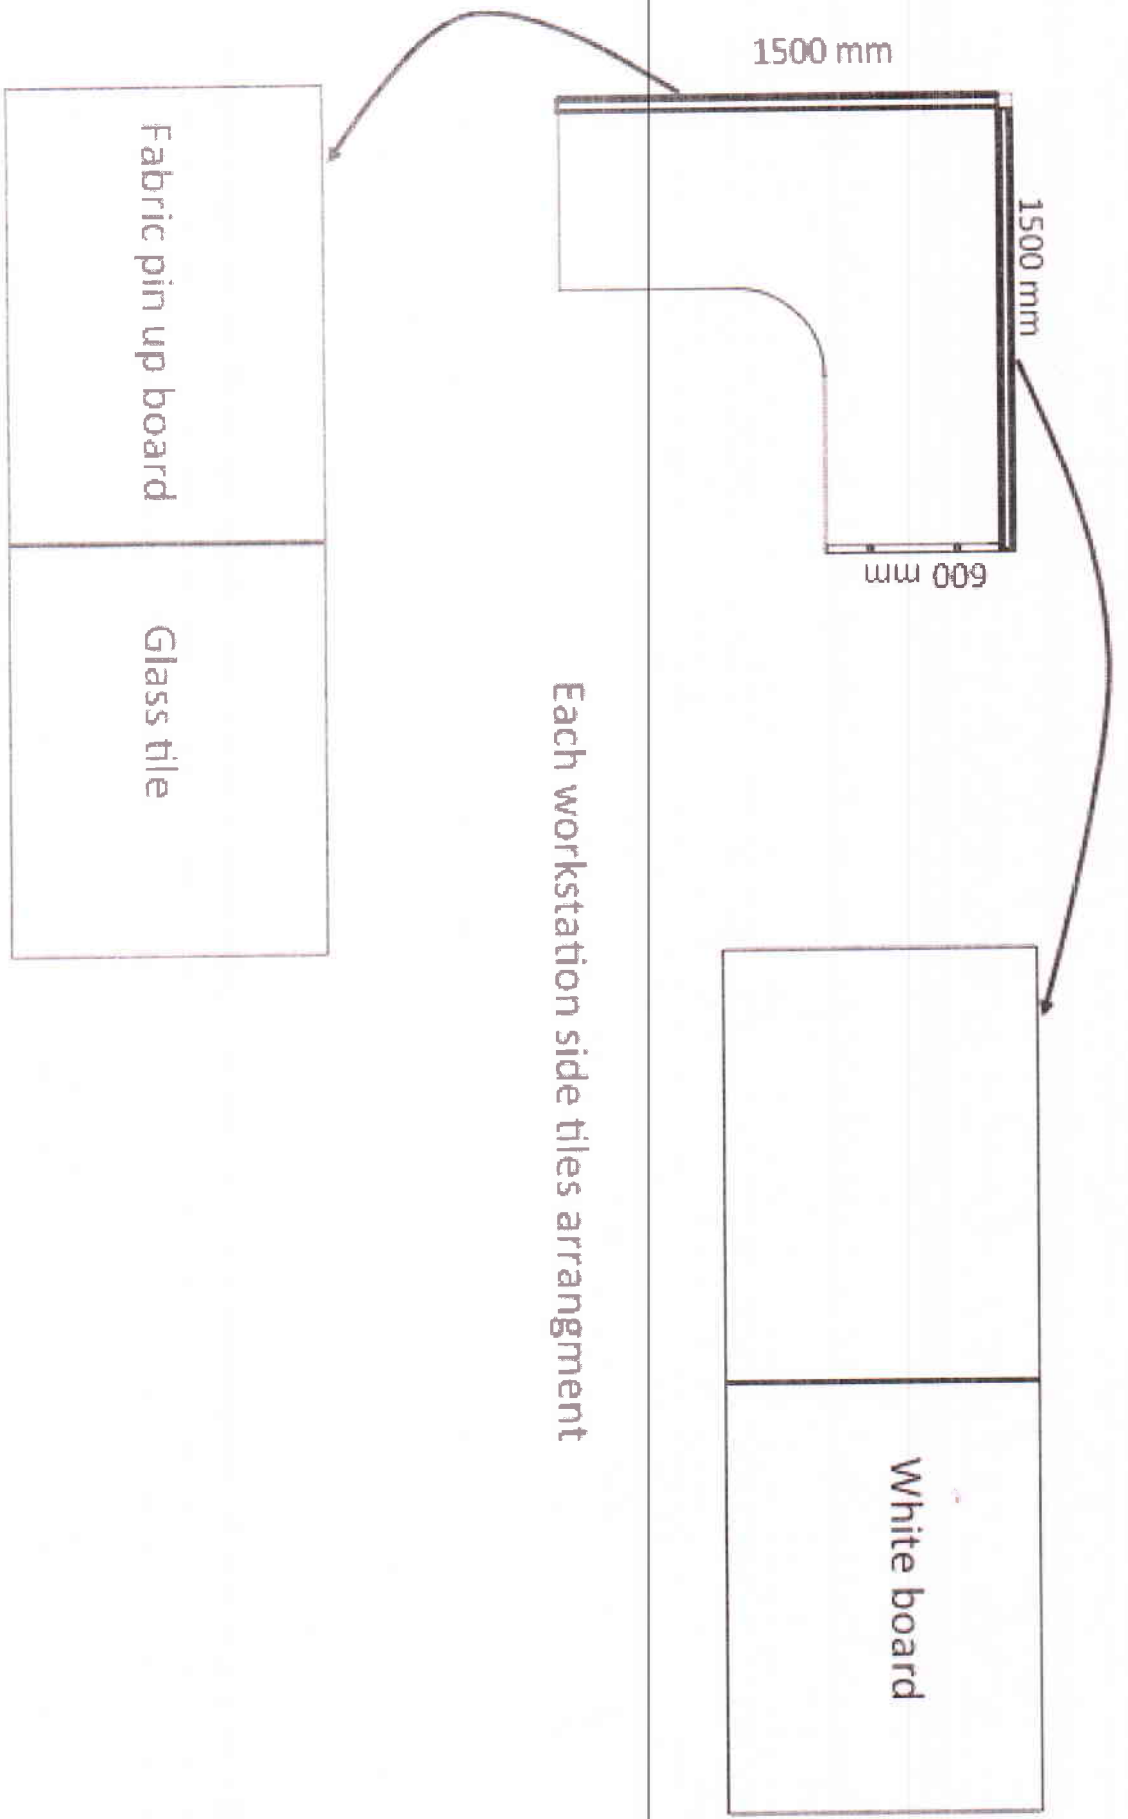 1500 mm
1500 mm
600 mm
White board
Each workstation side tiles arrangment
Fabric pin up board
Glass tile